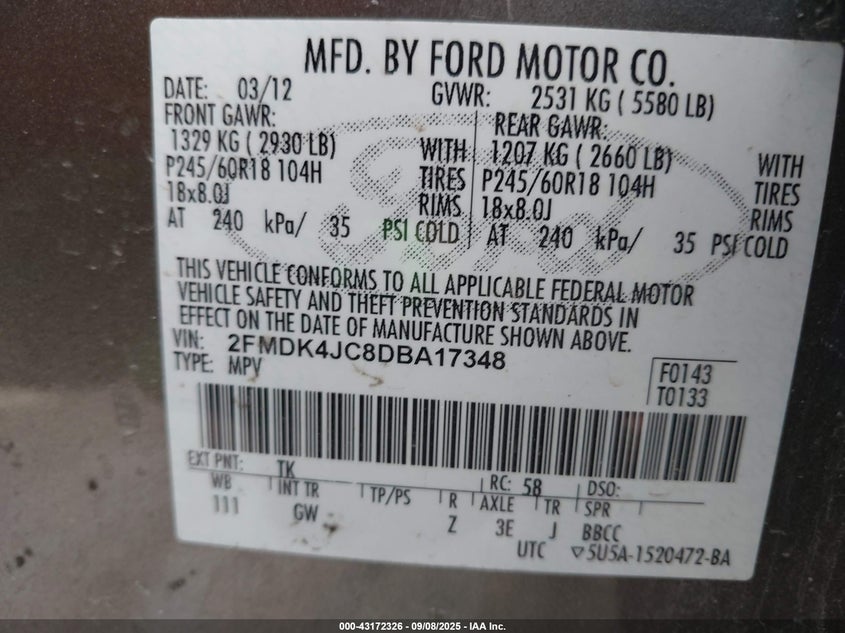 MFD. BY FORD MOTOR CO.
DATE: 03/12 GVWR: 2531 KG ( 5580 LB)
FRONT GAWR: REAR GAWR:
1329 KG ( 2930 LB) WITH 1207 KG ( 2660 LB) WITH
P245/60R18 104H TIRES P245/60R18 104H TIRES
18x8.0J RIMS 18x8.0J RIMS
AT 240 kPa/ 35 PSI COLD AT 240 kPa/ 35 PSI COLD
THIS VEHICLE CONFORMS TO ALL APPLICABLE FEDERAL MOTOR
VEHICLE SAFETY AND THEFT PREVENTION STANDARDS IN
EFFECT ON THE DATE OF MANUFACTURE SHOWN ABOVE.
VIN: 2FMDK4JC8DBA17348
TYPE: MPV
F0143
T0133
EXT PNT: TK RC: 58 DSO:
WB INT TR TP/PS R AXLE TR SPR
111 GW Z 3E J BBCC
UTC ▽5U5A-1520472-BA
000-43172326 - 09/08/2025 - IAA Inc.